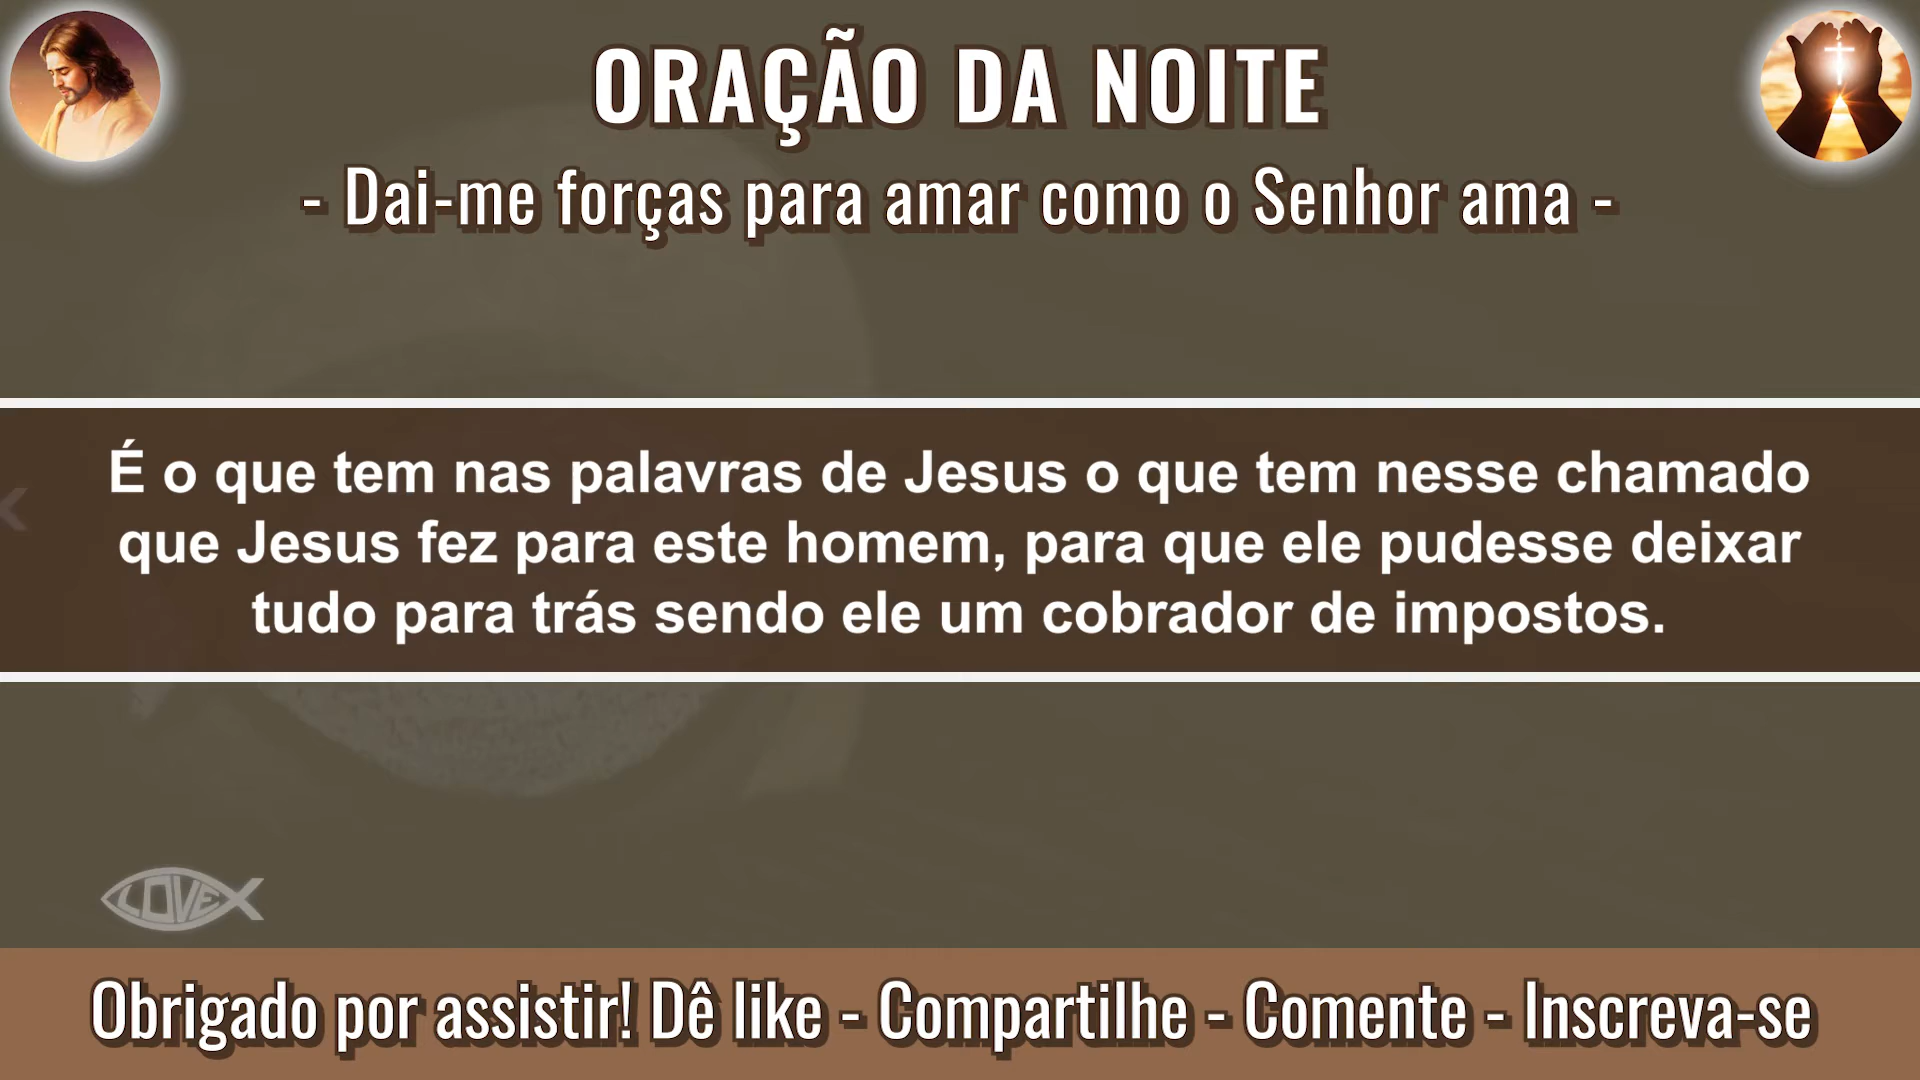 ORAÇÃO DA NOITE
- Dai-me forças para amar como o Senhor ama -
É o que tem nas palavras de Jesus o que tem nesse chamado
que Jesus fez para este homem, para que ele pudesse deixar
tudo para trás sendo ele um cobrador de impostos.
LOVE
Obrigado por assistir! Dê like - Compartilhe - Comente - Inscreva-se